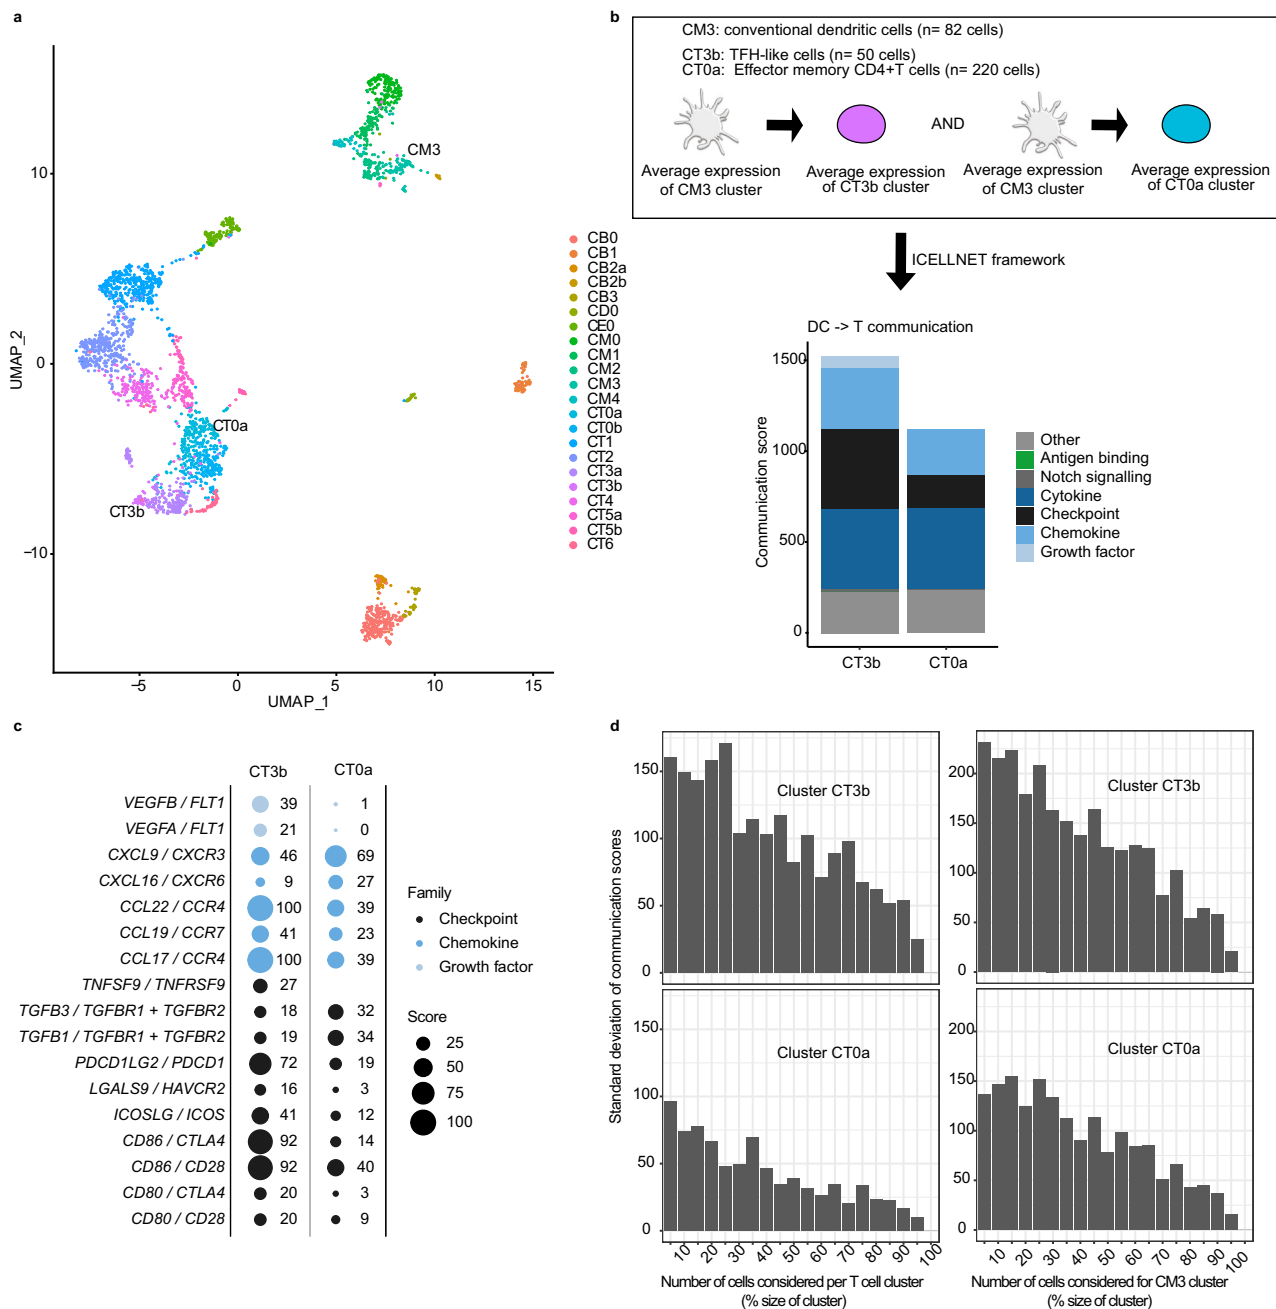 a
10
0
−10
UMAP_2
−5
0
5
10
15
UMAP_1
CM3
CT0a
CT3b
CB0
CB1
CB2a
CB2b
CB3
CD0
CE0
CM0
CM1
CM2
CM3
CM4
CT0a
CT0b
CT1
CT2
CT3a
CT3b
CT4
CT5a
CT5b
CT6
b
CM3: conventional dendritic cells (n= 82 cells)
CT3b: TFH-like cells (n= 50 cells)
CT0a: Effector memory CD4+T cells (n= 220 cells)
AND
Average expression
of CM3 cluster
Average expression
of CT3b cluster
Average expression
of CM3 cluster
Average expression
of CT0a cluster
ICELLNET framework
DC -> T communication
Communication score
1500
1000
500
0
CT3b
CT0a
Other
Antigen binding
Notch signalling
Cytokine
Checkpoint
Chemokine
Growth factor
c
CT3b CT0a
VEGFB / FLT1 39 1
VEGFA / FLT1 21 0
CXCL9 / CXCR3 46 69
CXCL16 / CXCR6 9 27
CCL22 / CCR4 100 39
CCL19 / CCR7 41 23
CCL17 / CCR4 100 39
TNFSF9 / TNFRSF9 27
TGFB3 / TGFBR1 + TGFBR2 18 32
TGFB1 / TGFBR1 + TGFBR2 19 34
PDCD1LG2 / PDCD1 72 19
LGALS9 / HAVCR2 16 3
ICOSLG / ICOS 41 12
CD86 / CTLA4 92 14
CD86 / CD28 92 40
CD80 / CTLA4 20 3
CD80 / CD28 20 9
Family
Checkpoint
Chemokine
Growth factor
Score
25
50
75
100
d
Standard deviation of communication scores
150
100
50
0
Cluster CT3b
200
150
100
50
0
Cluster CT3b
150
100
50
0
Cluster CT0a
10 20 30 40 50 60 70 80 90 100
Number of cells considered per T cell cluster
(% size of cluster)
200
150
100
50
0
Cluster CT0a
10 20 30 40 50 60 70 80 90 100
Number of cells considered for CM3 cluster
(% size of cluster)